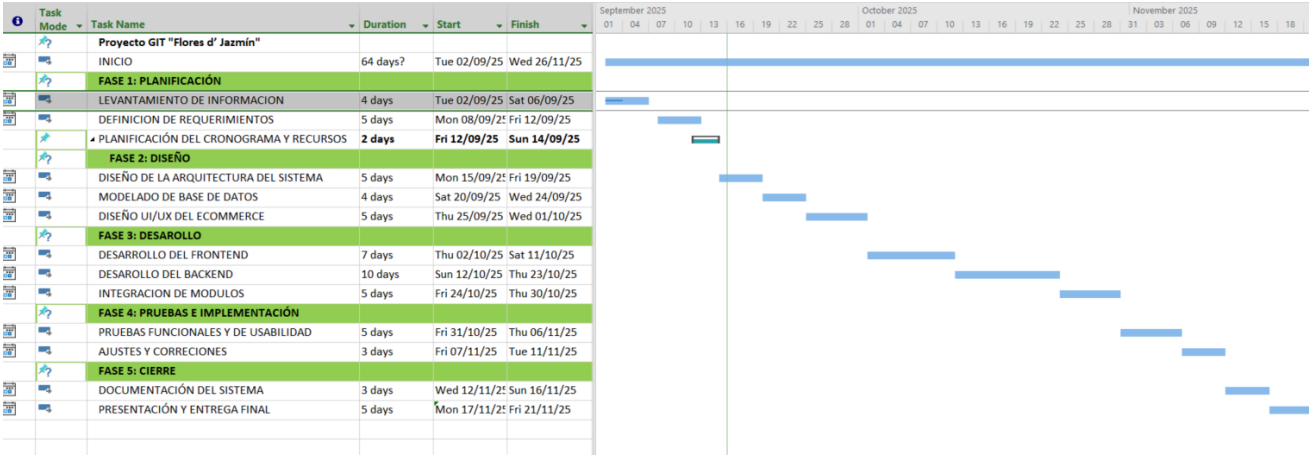 Task Mode Task Name Duration Start Finish
September 2025 October 2025 November 2025
01 04 07 10 13 16 19 22 25 28 01 04 07 10 13 16 19 22 25 28 31 03 06 09 12 15 18
Proyecto GIT "Flores d' Jazmín"
INICIO 64 days? Tue 02/09/25 Wed 26/11/25
FASE 1: PLANIFICACIÓN
LEVANTAMIENTO DE INFORMACION 4 days Tue 02/09/25 Sat 06/09/25
DEFINICION DE REQUERIMIENTOS 5 days Mon 08/09/25 Fri 12/09/25
PLANIFICACIÓN DEL CRONOGRAMA Y RECURSOS 2 days Fri 12/09/25 Sun 14/09/25
FASE 2: DISEÑO
DISEÑO DE LA ARQUITECTURA DEL SISTEMA 5 days Mon 15/09/25 Fri 19/09/25
MODELADO DE BASE DE DATOS 4 days Sat 20/09/25 Wed 24/09/25
DISEÑO UI/UX DEL ECOMMERCE 5 days Thu 25/09/25 Wed 01/10/25
FASE 3: DESAROLLO
DESARROLLO DEL FRONTEND 7 days Thu 02/10/25 Sat 11/10/25
DESAROLLO DEL BACKEND 10 days Sun 12/10/25 Thu 23/10/25
INTEGRACION DE MODULOS 5 days Fri 24/10/25 Thu 30/10/25
FASE 4: PRUEBAS E IMPLEMENTACIÓN
PRUEBAS FUNCIONALES Y DE USABILIDAD 5 days Fri 31/10/25 Thu 06/11/25
AJUSTES Y CORRECIONES 3 days Fri 07/11/25 Tue 11/11/25
FASE 5: CIERRE
DOCUMENTACIÓN DEL SISTEMA 3 days Wed 12/11/25 Sun 16/11/25
PRESENTACIÓN Y ENTREGA FINAL 5 days Mon 17/11/25 Fri 21/11/25